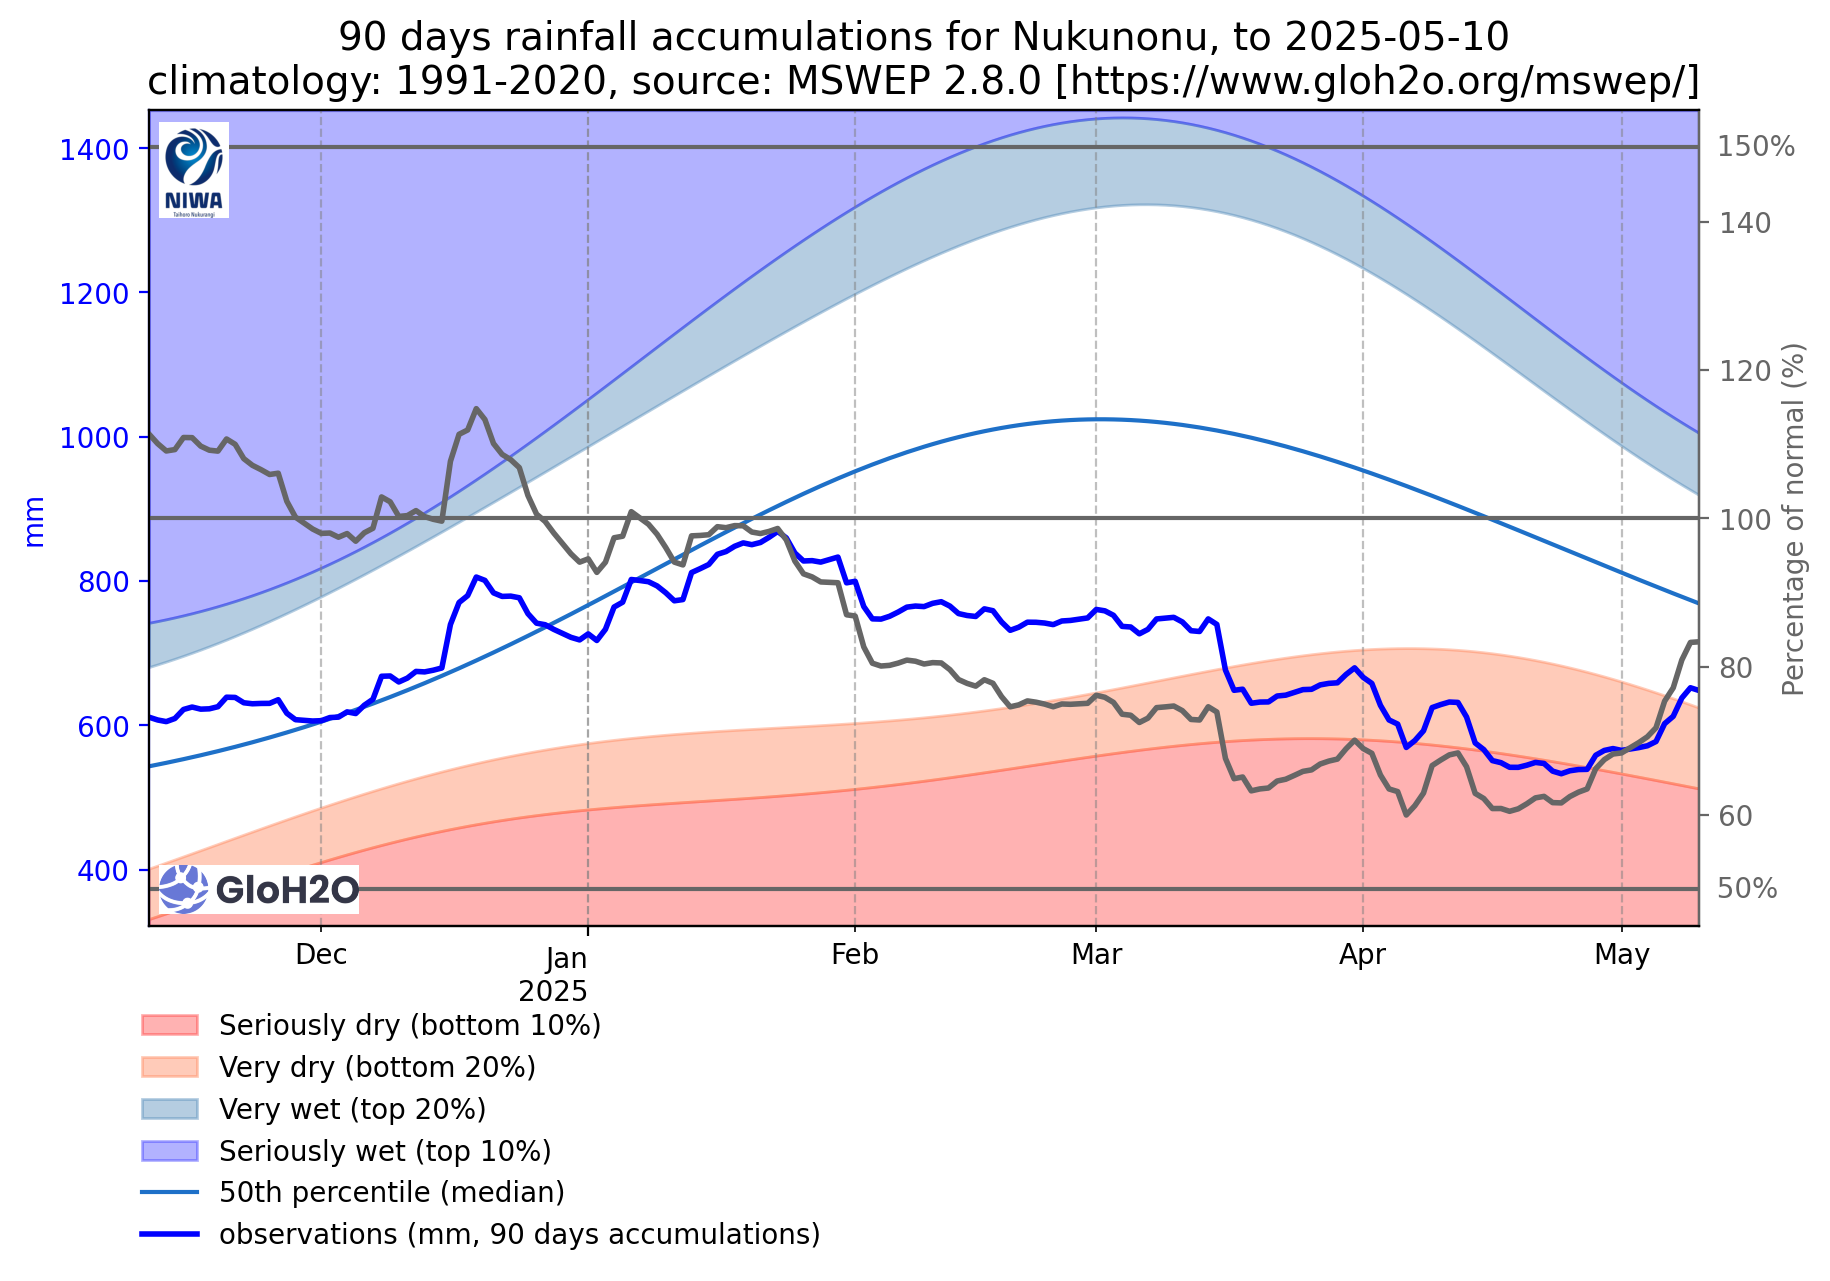 90 days rainfall accumulations for Nukunonu, to 2025-05-10
climatology: 1991-2020, source: MSWEP 2.8.0 [https://www.gloh2o.org/mswep/]
NIWA
Taihoro Nukurangi
GloH2O
mm
1400
1200
1000
800
600
400
150%
140
120
100
80
60
50%
Percentage of normal (%)
Dec
Jan
2025
Feb
Mar
Apr
May
Seriously dry (bottom 10%)
Very dry (bottom 20%)
Very wet (top 20%)
Seriously wet (top 10%)
50th percentile (median)
observations (mm, 90 days accumulations)